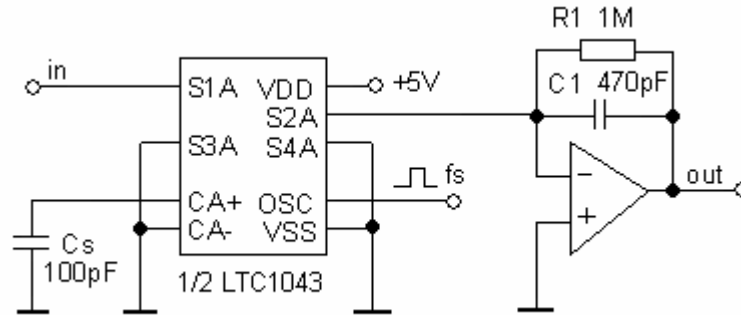 R1 1M
in
S1A VDD
+5V
C1 470pF
S2A
S3A S4A
fs
CA+ OSC
out
CA- VSS
Cs
100pF
1/2 LTC1043
-
+